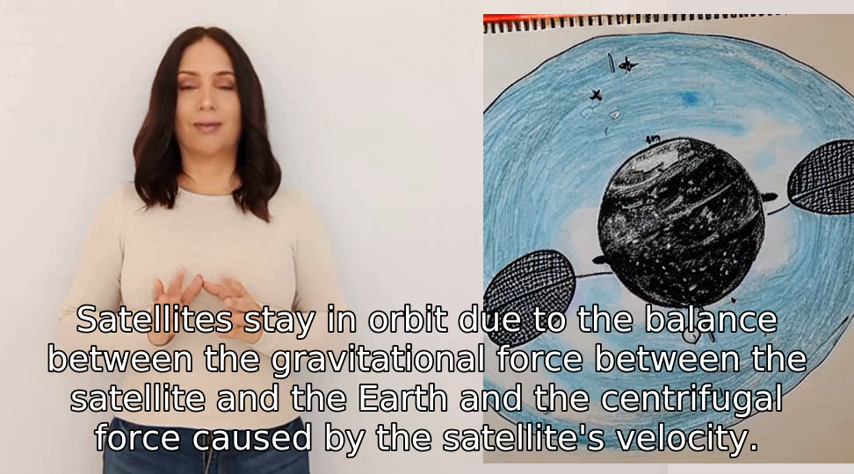 Satellites stay in orbit due to the balance
between the gravitational force between the
satellite and the Earth and the centrifugal
force caused by the satellite's velocity.